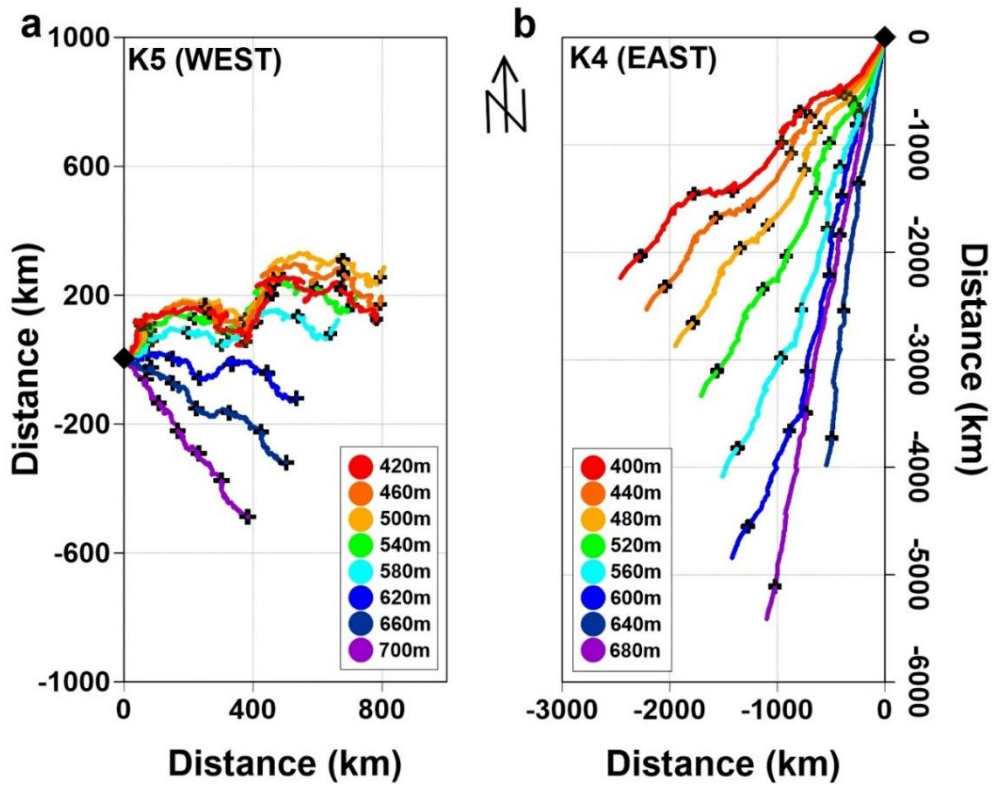 a
K5 (WEST)
1000
600
200
-200
-600
-1000
Distance (km)
0
400
800
Distance (km)
420m
460m
500m
540m
580m
620m
660m
700m
b
K4 (EAST)
N
0
-1000
-2000
-3000
-4000
-5000
-6000
Distance (km)
-3000
-2000
-1000
0
Distance (km)
400m
440m
480m
520m
560m
600m
640m
680m